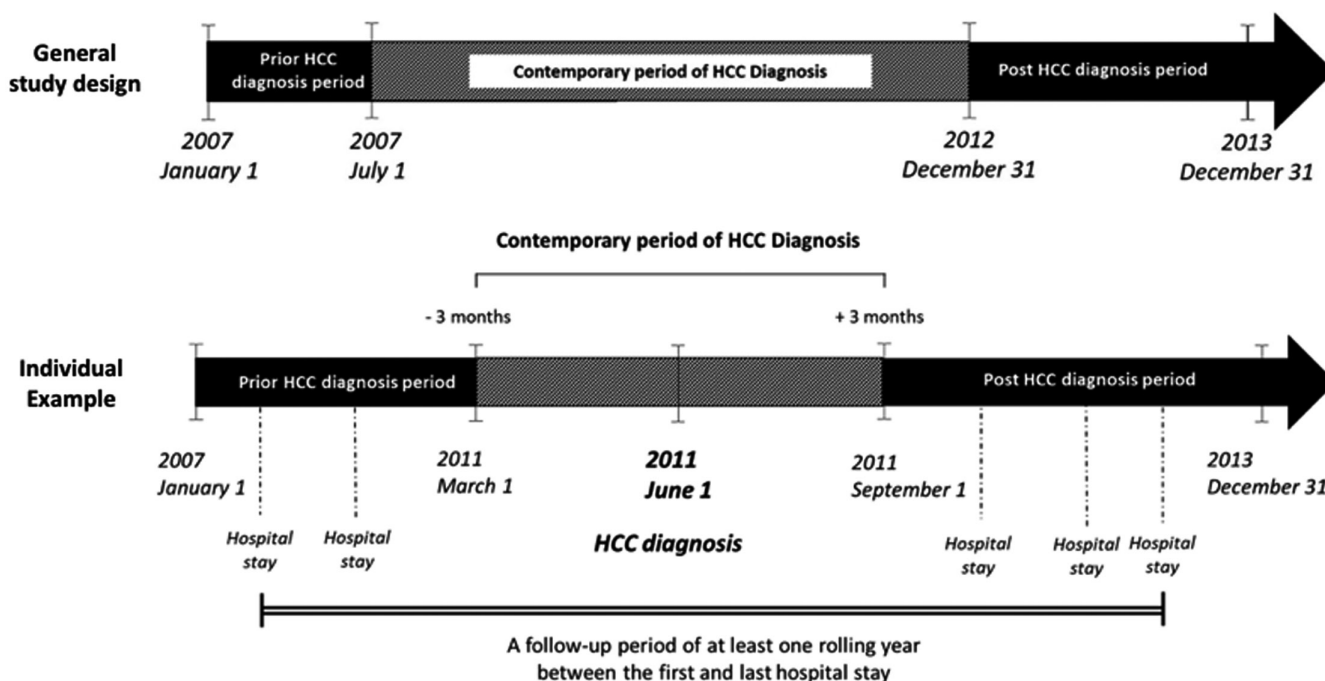 General
study design
Prior HCC
diagnosis period
Contemporary period of HCC Diagnosis
Post HCC diagnosis period
2007
January 1
2007
July 1
2012
December 31
2013
December 31
Contemporary period of HCC Diagnosis
- 3 months
+ 3 months
Individual
Example
Prior HCC diagnosis period
Post HCC diagnosis period
2007
January 1
2011
March 1
2011
June 1
2011
September 1
2013
December 31
Hospital
stay
Hospital
stay
HCC diagnosis
Hospital
stay
Hospital
stay
Hospital
stay
A follow-up period of at least one rolling year
between the first and last hospital stay